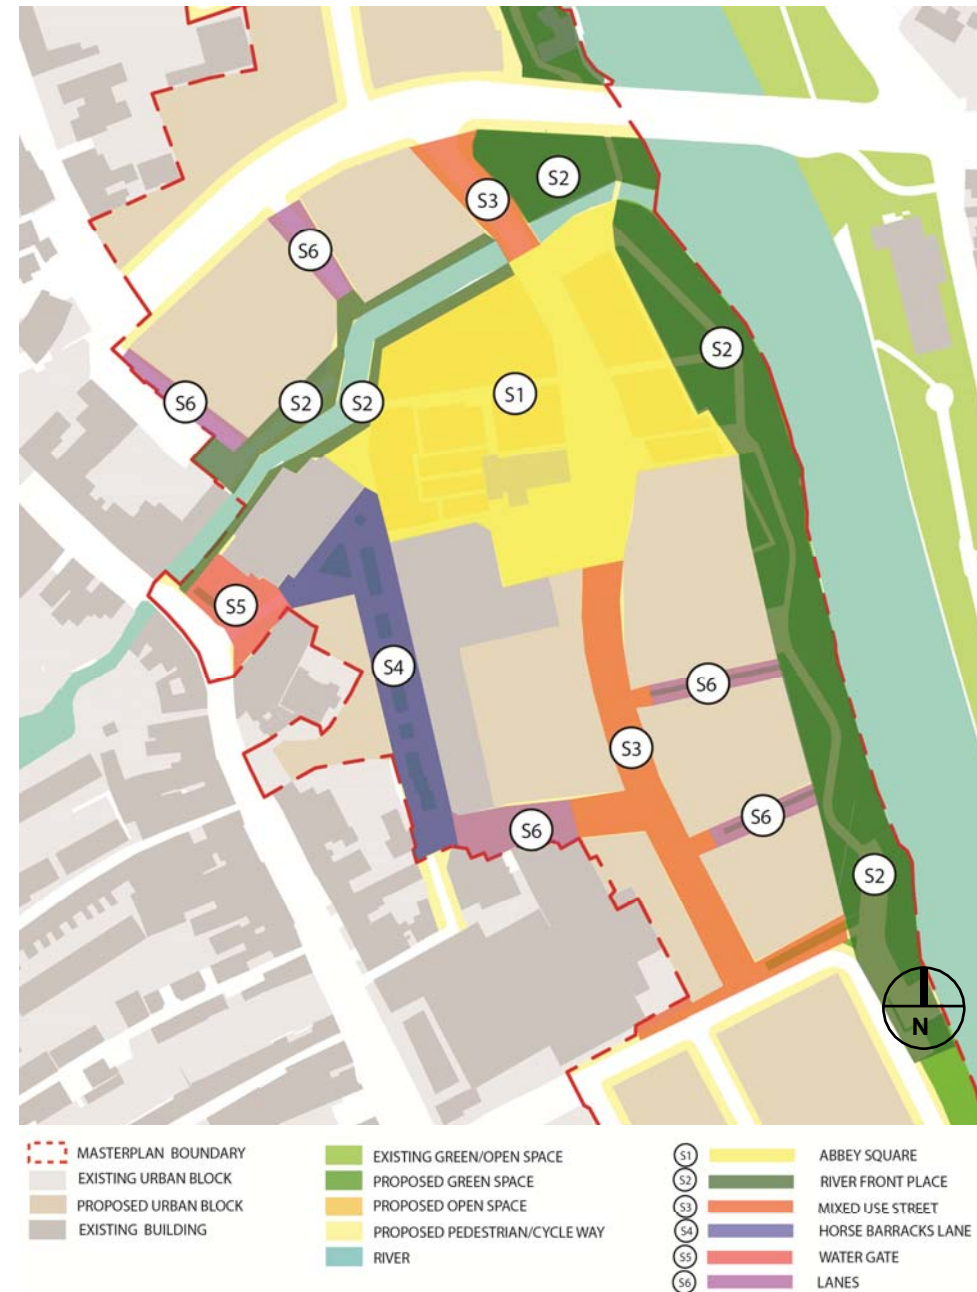 S2
S3
S6
S2
S1
S6
S2
S2
S5
S4
S6
S3
S6
S6
S2
N
MASTERPLAN BOUNDARY
EXISTING URBAN BLOCK
PROPOSED URBAN BLOCK
EXISTING BUILDING
EXISTING GREEN/OPEN SPACE
PROPOSED GREEN SPACE
PROPOSED OPEN SPACE
PROPOSED PEDESTRIAN/CYCLE WAY
RIVER
S1 ABBEY SQUARE
S2 RIVER FRONT PLACE
S3 MIXED USE STREET
S4 HORSE BARRACKS LANE
S5 WATER GATE
S6 LANES